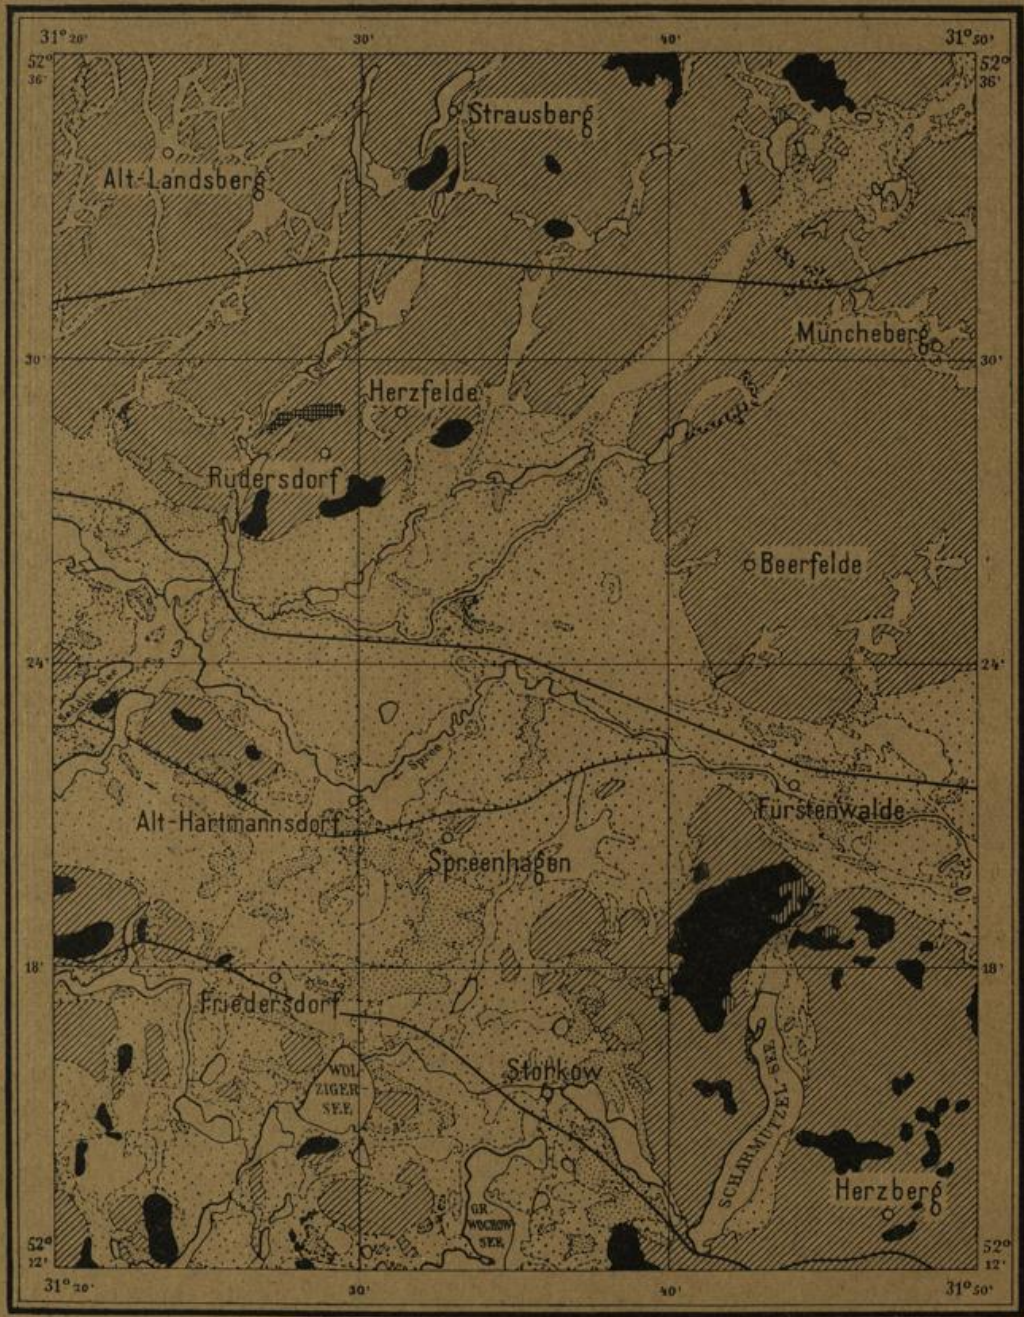 31° 20'
30'
40'
31° 50'
52° 36'
52° 36'
Strausberg
Alt-Landsberg
Müncheberg
30'
30'
Herzfelde
Rüdersdorf
Beerfelde
24'
24'
Spree
Fürstenwalde
Alt-Hartmannsdorf
Spreenhagen
18'
18'
Friedersdorf
WOL
ZIGER
SEE
Storkow
SCHARMÜTZEL-SEE
Herzberg
GR
WOCHOW
SEE
52° 12'
52° 12'
31° 20'
30'
40'
31° 50'